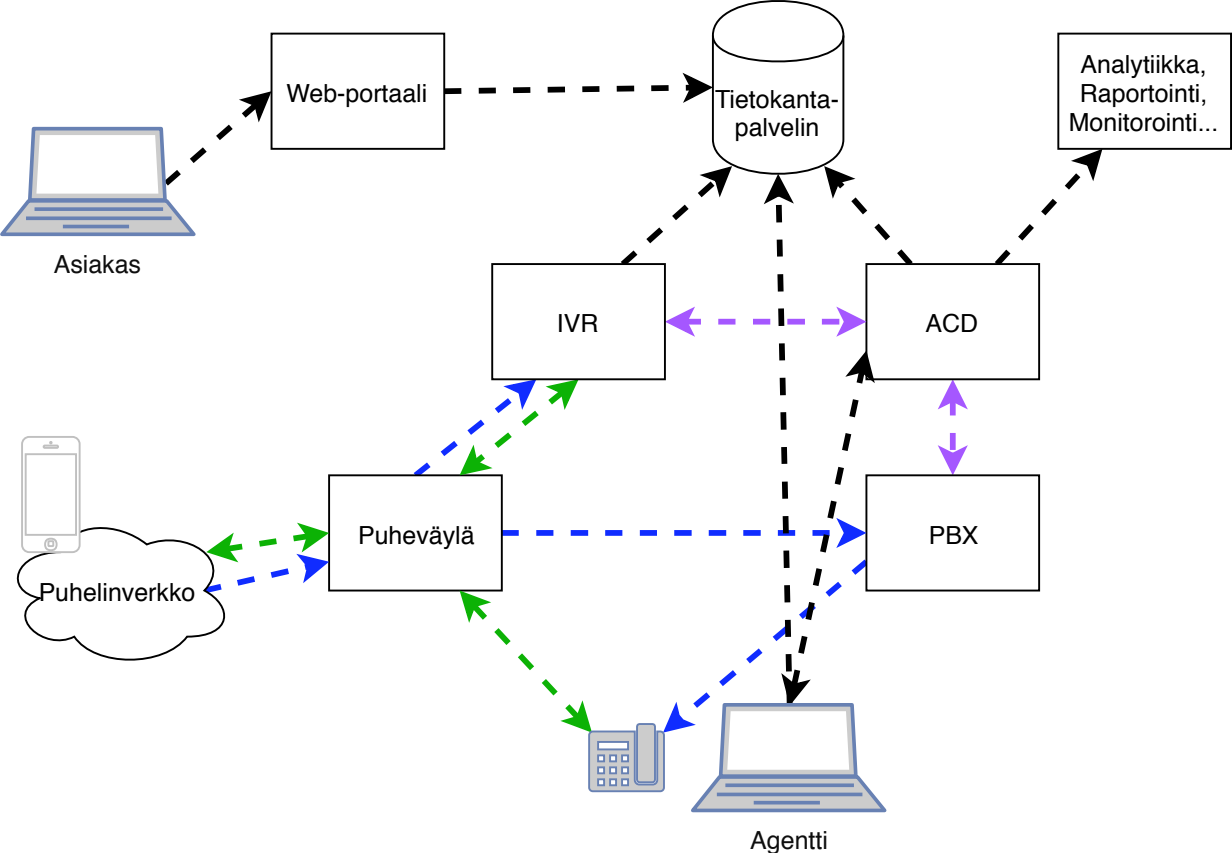 Web-portaali
Tietokanta-
palvelin
Analytiikka,
Raportointi,
Monitorointi...
Asiakas
IVR
ACD
Puheväylä
PBX
Puhelinverkko
Agentti